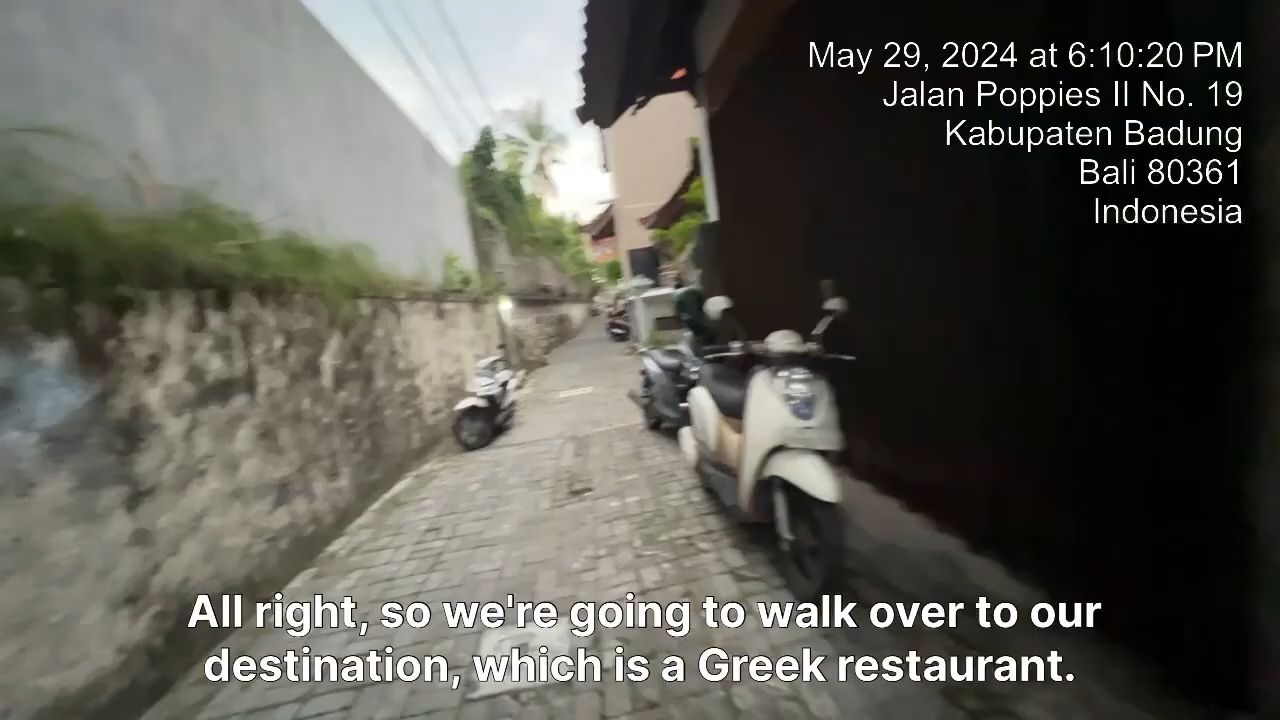 May 29, 2024 at 6:10:20 PM
Jalan Poppies II No. 19
Kabupaten Badung
Bali 80361
Indonesia
All right, so we're going to walk over to our
destination, which is a Greek restaurant.